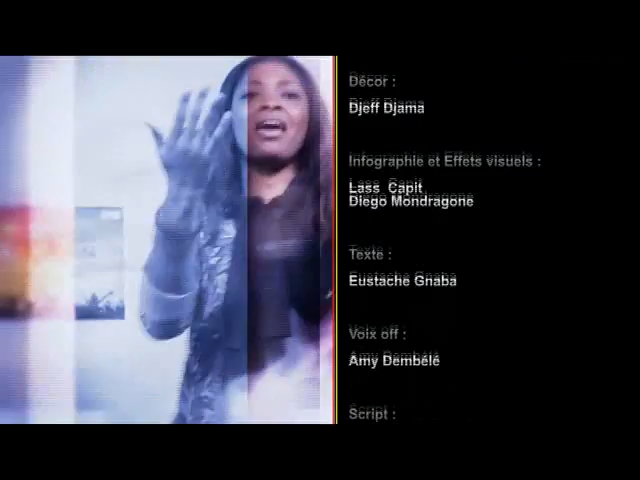 Décor :
Djeff Djama
Infographie et Effets visuels :
Lass Capit
Diego Mondragone
Texte :
Eustache Gnaba
Voix off :
Amy Dembélé
Script :